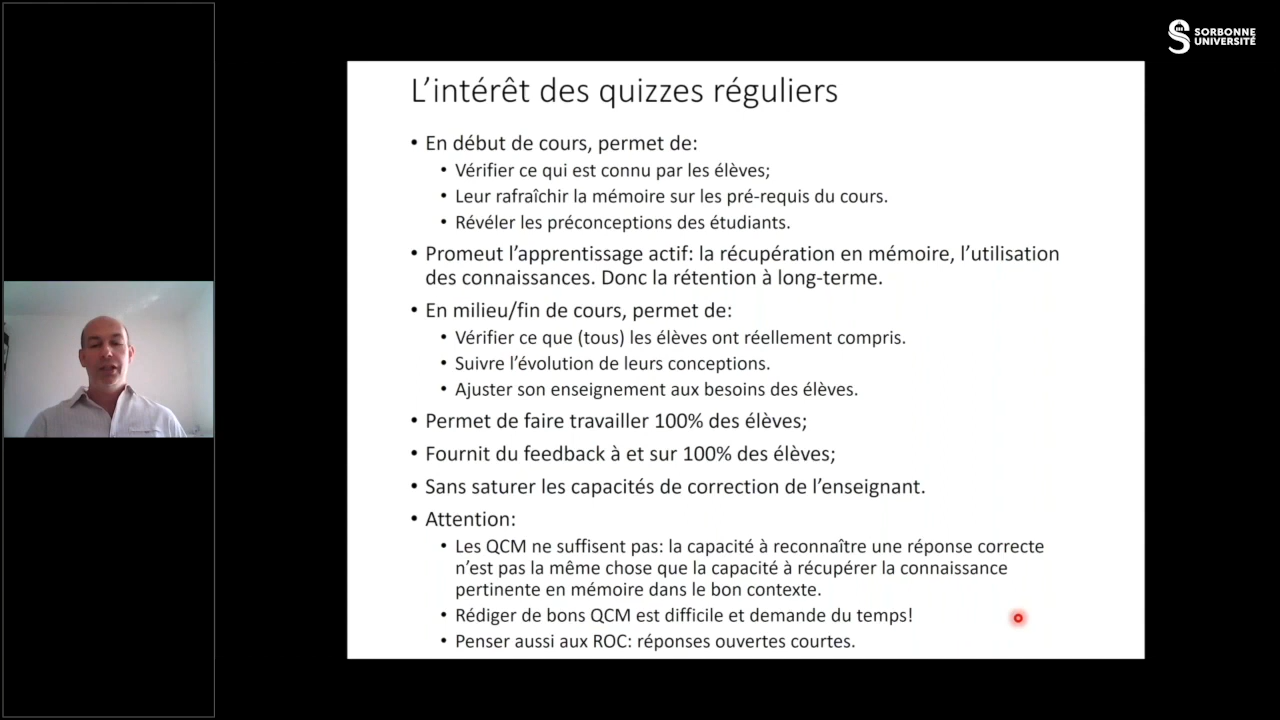 SORBONNE
UNIVERSITÉ
L’intérêt des quizzes réguliers
• En début de cours, permet de:
• Vérifier ce qui est connu par les élèves;
• Leur rafraîchir la mémoire sur les pré-requis du cours.
• Révéler les préconceptions des étudiants.
• Promeut l’apprentissage actif: la récupération en mémoire, l’utilisation
des connaissances. Donc la rétention à long-terme.
• En milieu/fin de cours, permet de:
• Vérifier ce que (tous) les élèves ont réellement compris.
• Suivre l’évolution de leurs conceptions.
• Ajuster son enseignement aux besoins des élèves.
• Permet de faire travailler 100% des élèves;
• Fournit du feedback à et sur 100% des élèves;
• Sans saturer les capacités de correction de l’enseignant.
• Attention:
• Les QCM ne suffisent pas: la capacité à reconnaître une réponse correcte
n’est pas la même chose que la capacité à récupérer la connaissance
pertinente en mémoire dans le bon contexte.
• Rédiger de bons QCM est difficile et demande du temps!
• Penser aussi aux ROC: réponses ouvertes courtes.